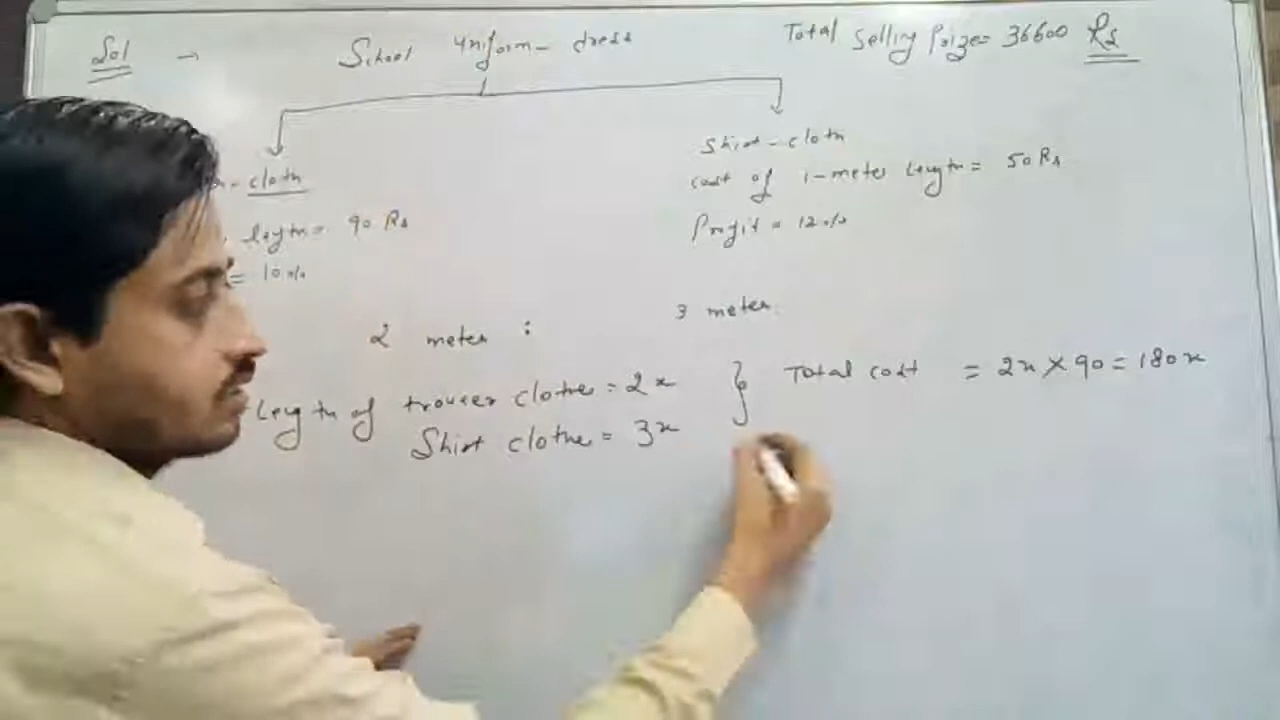 Sol → School Uniform- dress Total Selling Prize= 36600 Rs
- cloth
legtn= 90 Rs
= 10%
Shirt-cloth
cost of 1-meter length= 50 Rs
Profit = 12%
2 meter : 3 meter
Length of trouser clothe = 2x
Shirt clothe = 3x
Total cost = 2x × 90 = 180x